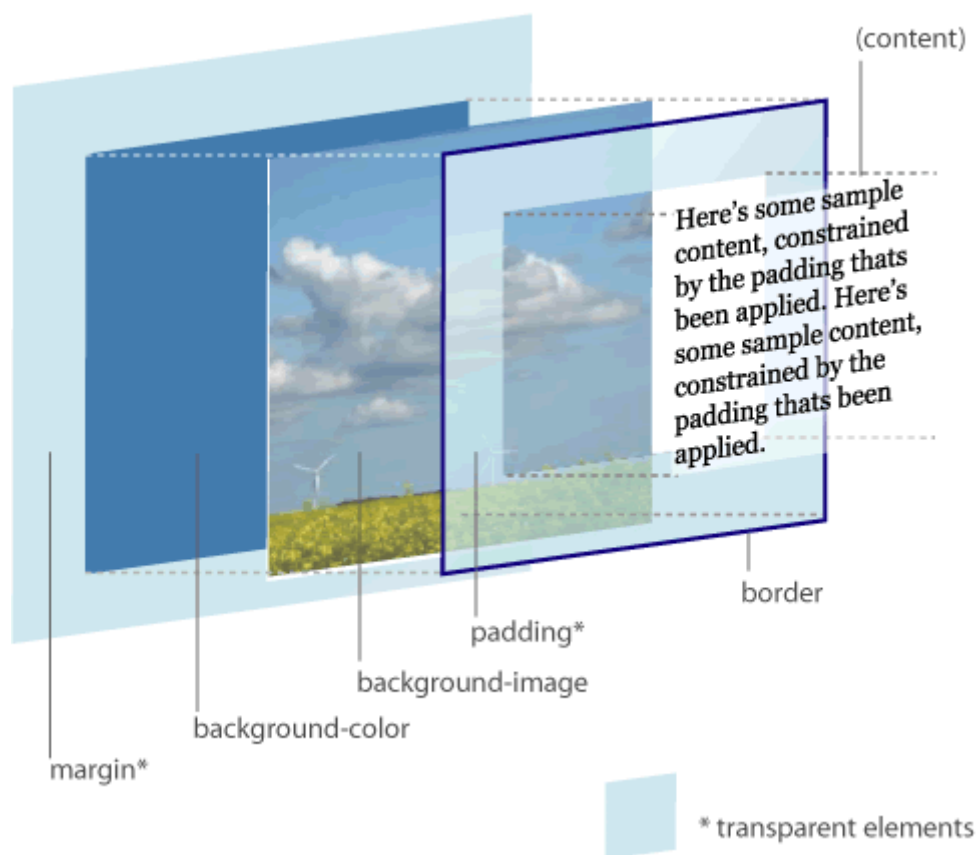 (content)
Here's some sample
content, constrained
by the padding thats
been applied. Here's
some sample content,
constrained by the
padding thats been
applied.
border
padding*
background-image
background-color
margin*
* transparent elements